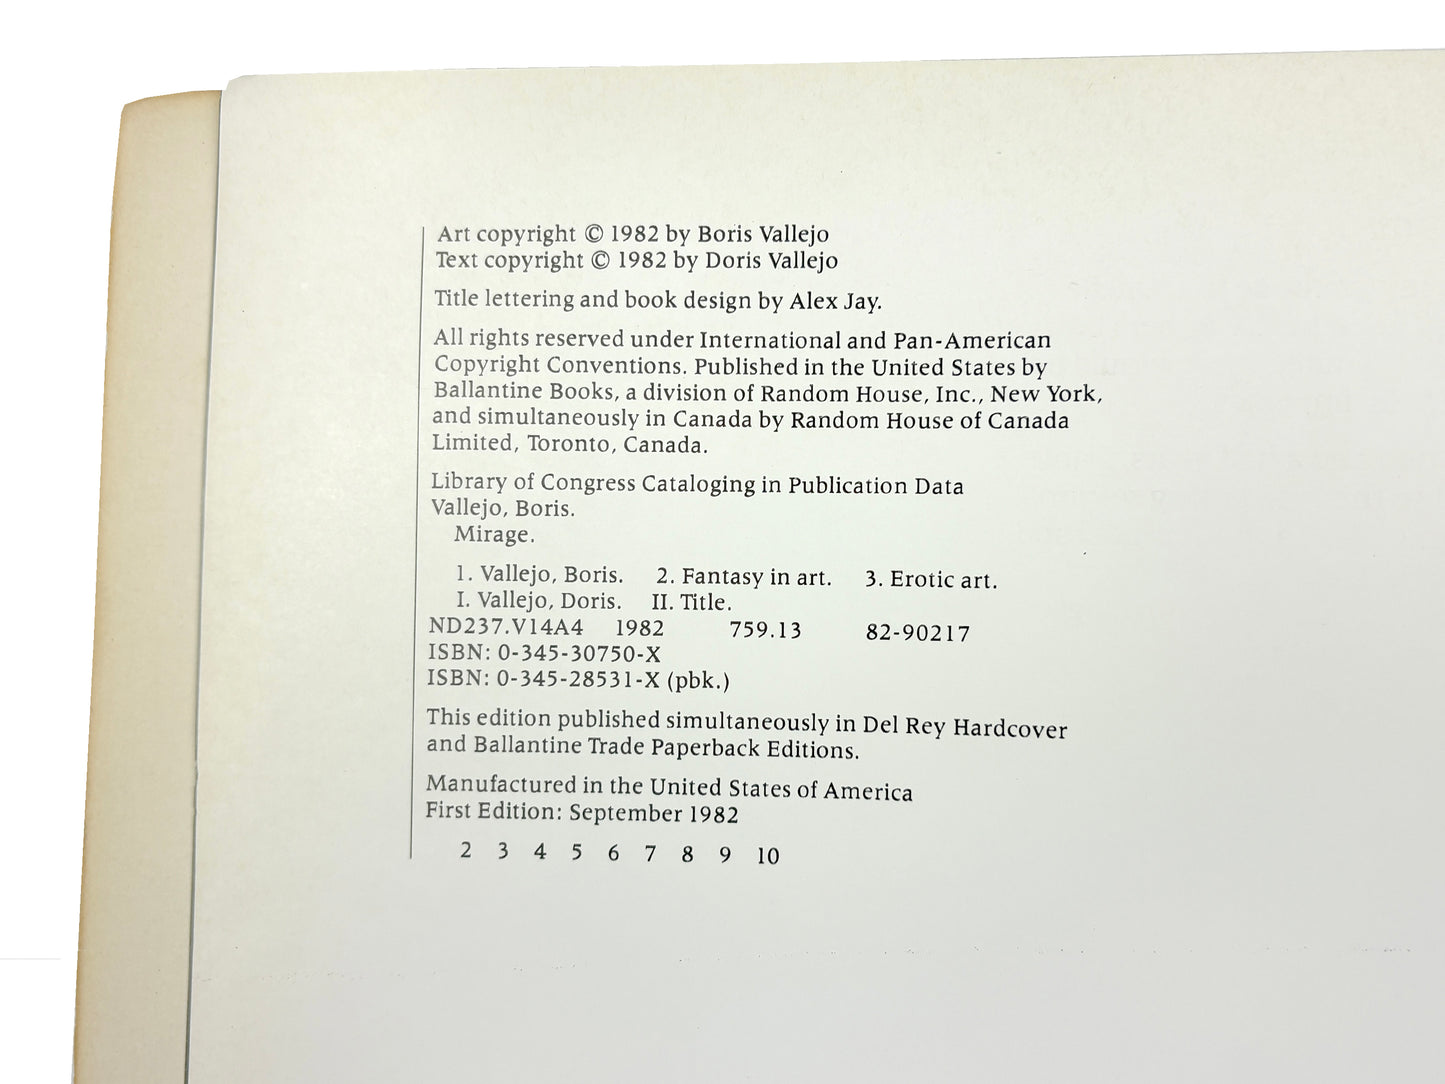 Art copyright © 1982 by Boris Vallejo
Text copyright © 1982 by Doris Vallejo
Title lettering and book design by Alex Jay.
All rights reserved under International and Pan-American
Copyright Conventions. Published in the United States by
Ballantine Books, a division of Random House, Inc., New York,
and simultaneously in Canada by Random House of Canada
Limited, Toronto, Canada.
Library of Congress Cataloging in Publication Data
Vallejo, Boris.
Mirage.
1. Vallejo, Boris. 2. Fantasy in art. 3. Erotic art.
I. Vallejo, Doris. II. Title.
ND237.V14A4 1982 759.13 82-90217
ISBN: 0-345-30750-X
ISBN: 0-345-28531-X (pbk.)
This edition published simultaneously in Del Rey Hardcover
and Ballantine Trade Paperback Editions.
Manufactured in the United States of America
First Edition: September 1982
2 3 4 5 6 7 8 9 10